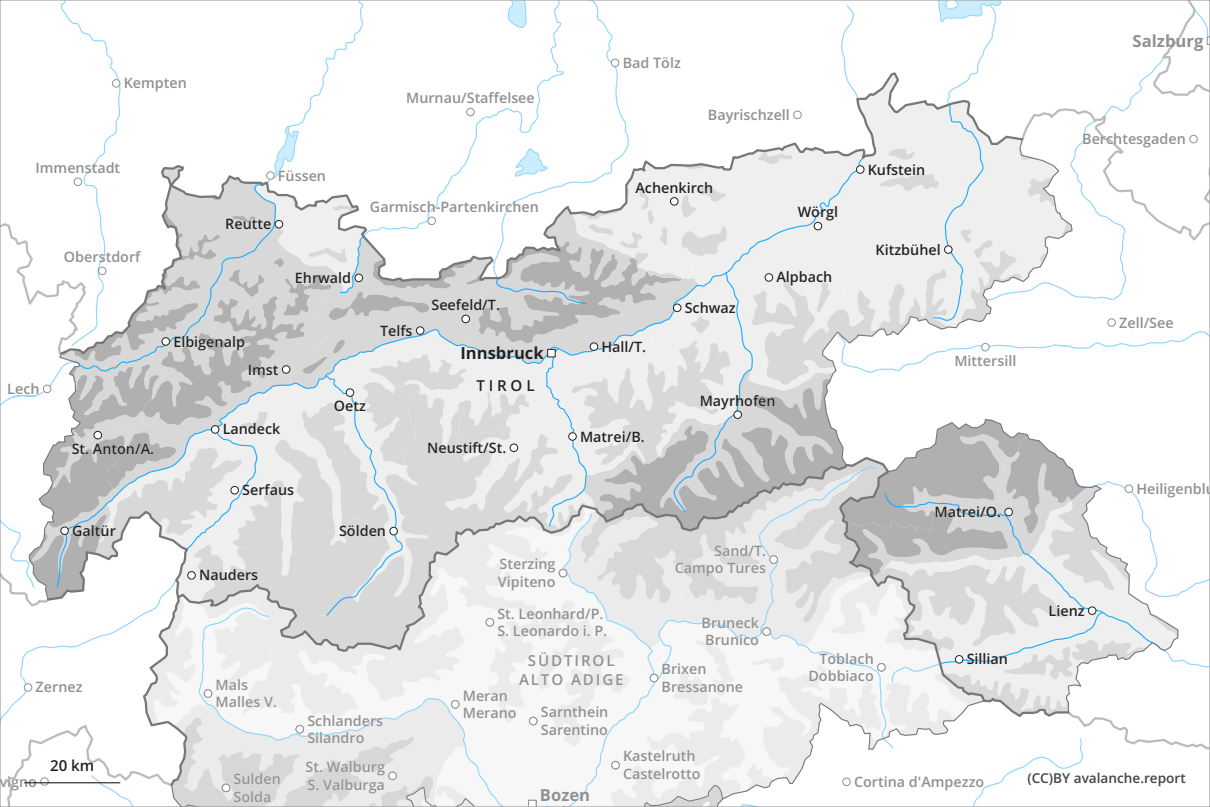 Salzburg
Bad Tölz
Kempten
Murnau/Staffelsee
Bayrischzell
Berchtesgaden
Immenstadt
Füssen
Kufstein
Achenkirch
Garmisch-Partenkirchen
Wörgl
Reutte
Kitzbühel
Oberstdorf
Ehrwald
Alpbach
Seefeld/T.
Schwaz
Zell/See
Telfs
Elbigenalp
Hall/T.
Innsbruck
Mittersill
Imst
TIROL
Lech
Oetz
Mayrhofen
Landeck
Matrei/B.
St. Anton/A.
Neustift/St.
Serfaus
Heiligenblu
Matrei/O.
Galtür
Sölden
Sand/T.
Campo Tures
Sterzing
Vipiteno
Nauders
Lienz
St. Leonhard/P.
S. Leonardo i. P.
Bruneck
Brunico
SÜDTIROL
ALTO ADIGE
Toblach
Dobbiaco
Sillian
Brixen
Bressanone
Zernez
Mals
Malles V.
Meran
Merano
Sarnthein
Sarentino
Schlanders
Silandro
Kastelruth
Castelrotto
20 km
St. Walburg
S. Valburga
vigno
Sulden
Solda
Cortina d'Ampezzo
(CC)BY avalanche.report
Bozen